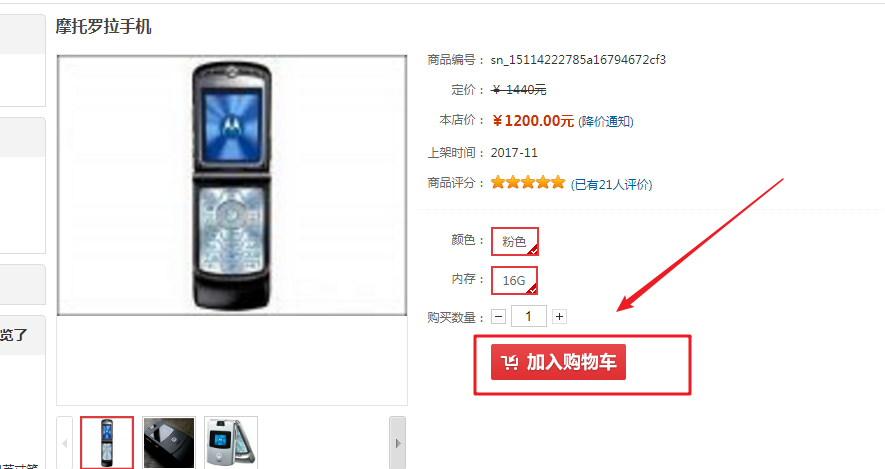 摩托罗拉手机
商品编号： sn_15114222785a16794672cf3
定价： ￥ 1440元
本店价： ￥1200.00元 (降价通知)
上架时间： 2017-11
商品评分： (已有21人评价)
颜色： 粉色
内存： 16G
购买数量： − 1 +
加入购物车
览了